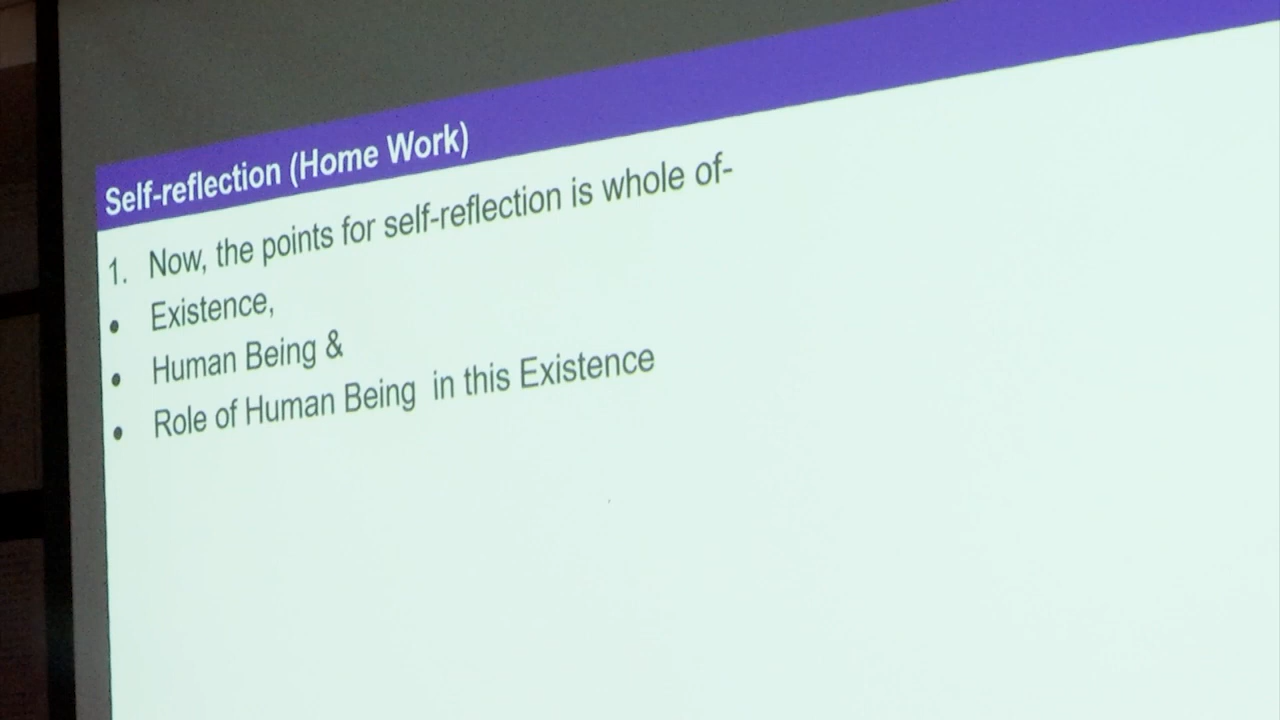 Self-reflection (Home Work)
1. Now, the points for self-reflection is whole of-
• Existence,
• Human Being &
• Role of Human Being in this Existence